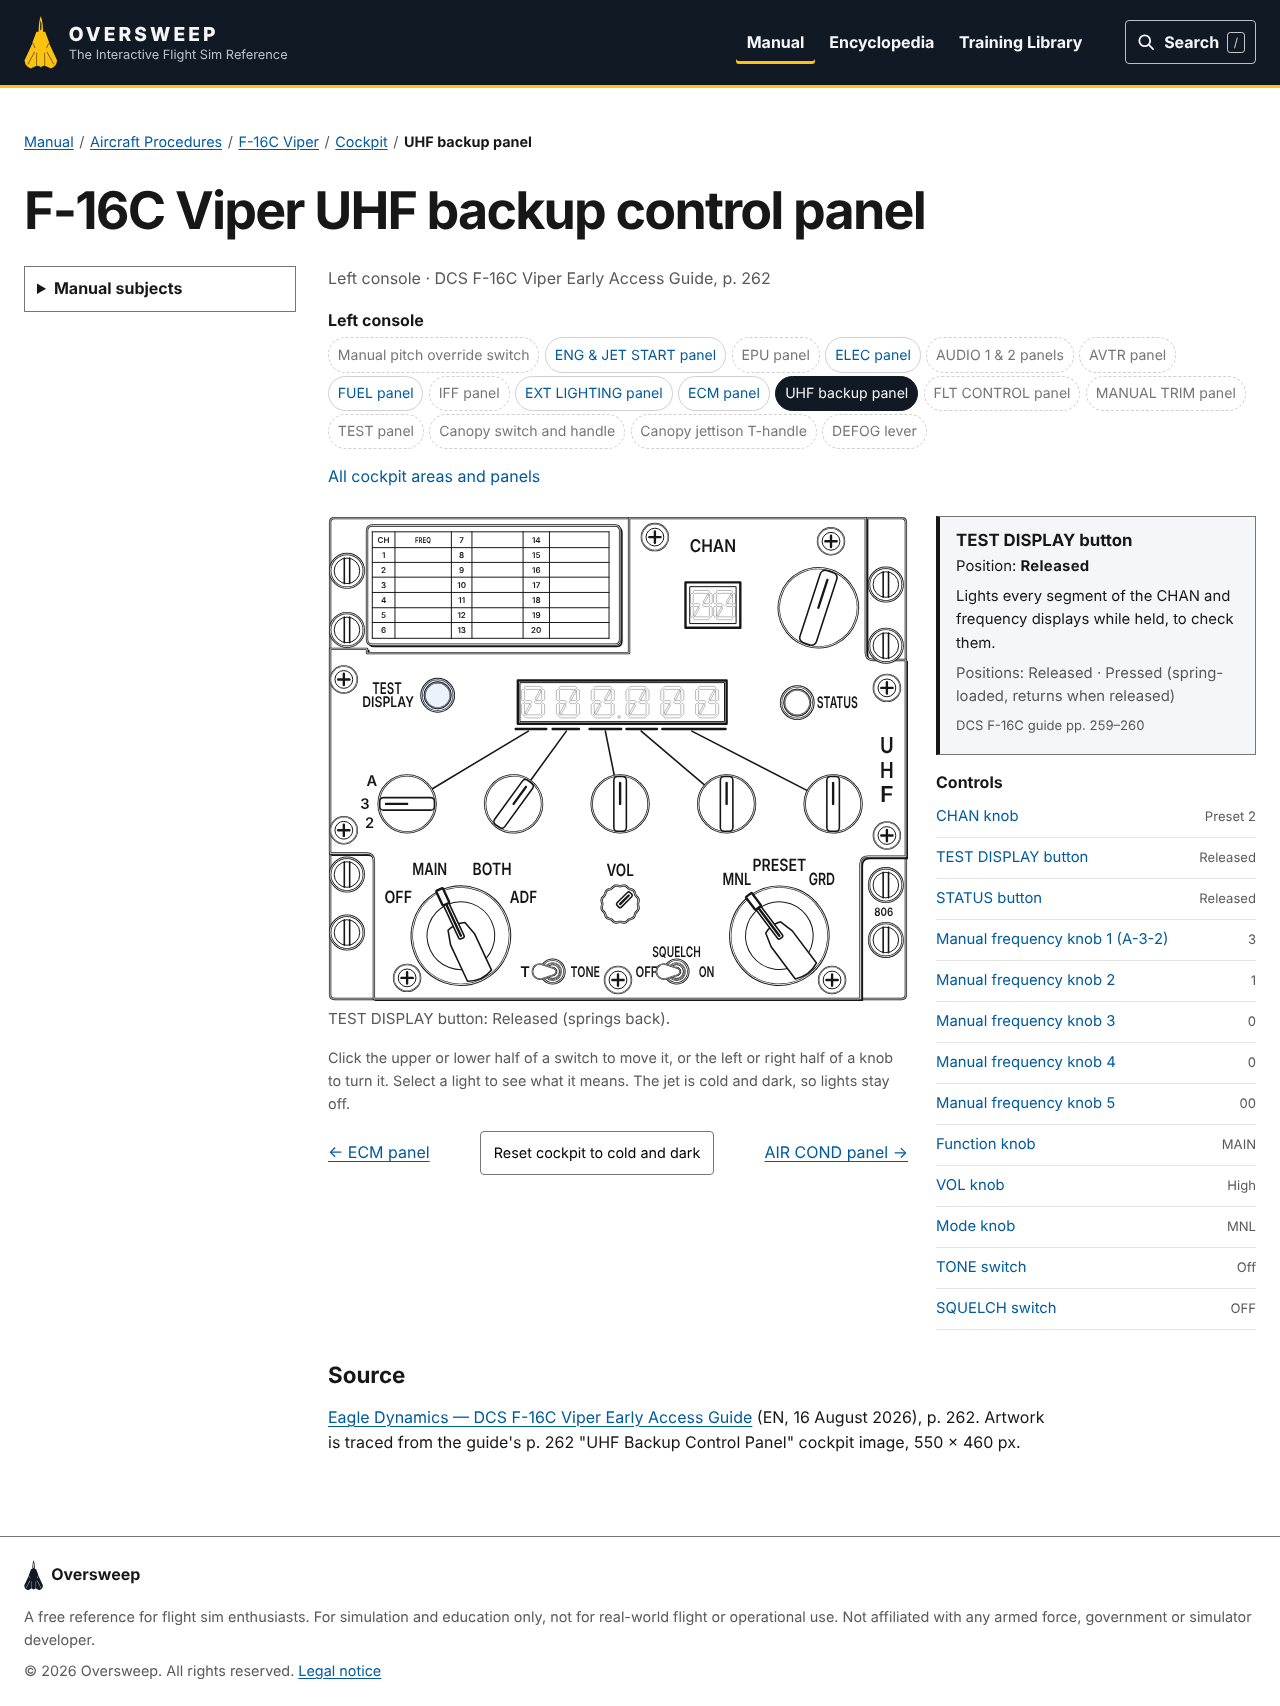 OVERSWEEP
The Interactive Flight Sim Reference
Manual
Encyclopedia
Training Library
Search /
Manual / Aircraft Procedures / F-16C Viper / Cockpit / UHF backup panel
F-16C Viper UHF backup control panel
Manual subjects
Left console · DCS F-16C Viper Early Access Guide, p. 262
Left console
Manual pitch override switch ENG & JET START panel EPU panel ELEC panel AUDIO 1 & 2 panels AVTR panel
FUEL panel IFF panel EXT LIGHTING panel ECM panel UHF backup panel FLT CONTROL panel MANUAL TRIM panel
TEST panel Canopy switch and handle Canopy jettison T-handle DEFOG lever
All cockpit areas and panels
CH FREQ 7 14
1 8 15
2 9 16
3 10 17
4 11 18
5 12 19
6 13 20
CHAN
TEST
DISPLAY
STATUS
U
H
F
A
3
2
MAIN BOTH
OFF ADF
VOL
PRESET
MNL GRD
806
SQUELCH
T TONE
OFF ON
TEST DISPLAY button: Released (springs back).
Click the upper or lower half of a switch to move it, or the left or right half of a knob
to turn it. Select a light to see what it means. The jet is cold and dark, so lights stay
off.
← ECM panel
Reset cockpit to cold and dark
AIR COND panel →
TEST DISPLAY button
Position: Released
Lights every segment of the CHAN and
frequency displays while held, to check
them.
Positions: Released · Pressed (spring-
loaded, returns when released)
DCS F-16C guide pp. 259–260
Controls
CHAN knob Preset 2
TEST DISPLAY button Released
STATUS button Released
Manual frequency knob 1 (A-3-2) 3
Manual frequency knob 2 1
Manual frequency knob 3 0
Manual frequency knob 4 0
Manual frequency knob 5 00
Function knob MAIN
VOL knob High
Mode knob MNL
TONE switch Off
SQUELCH switch OFF
Source
Eagle Dynamics — DCS F-16C Viper Early Access Guide (EN, 16 August 2026), p. 262. Artwork
is traced from the guide's p. 262 "UHF Backup Control Panel" cockpit image, 550 × 460 px.
Oversweep
A free reference for flight sim enthusiasts. For simulation and education only, not for real-world flight or operational use. Not affiliated with any armed force, government or simulator
developer.
© 2026 Oversweep. All rights reserved. Legal notice